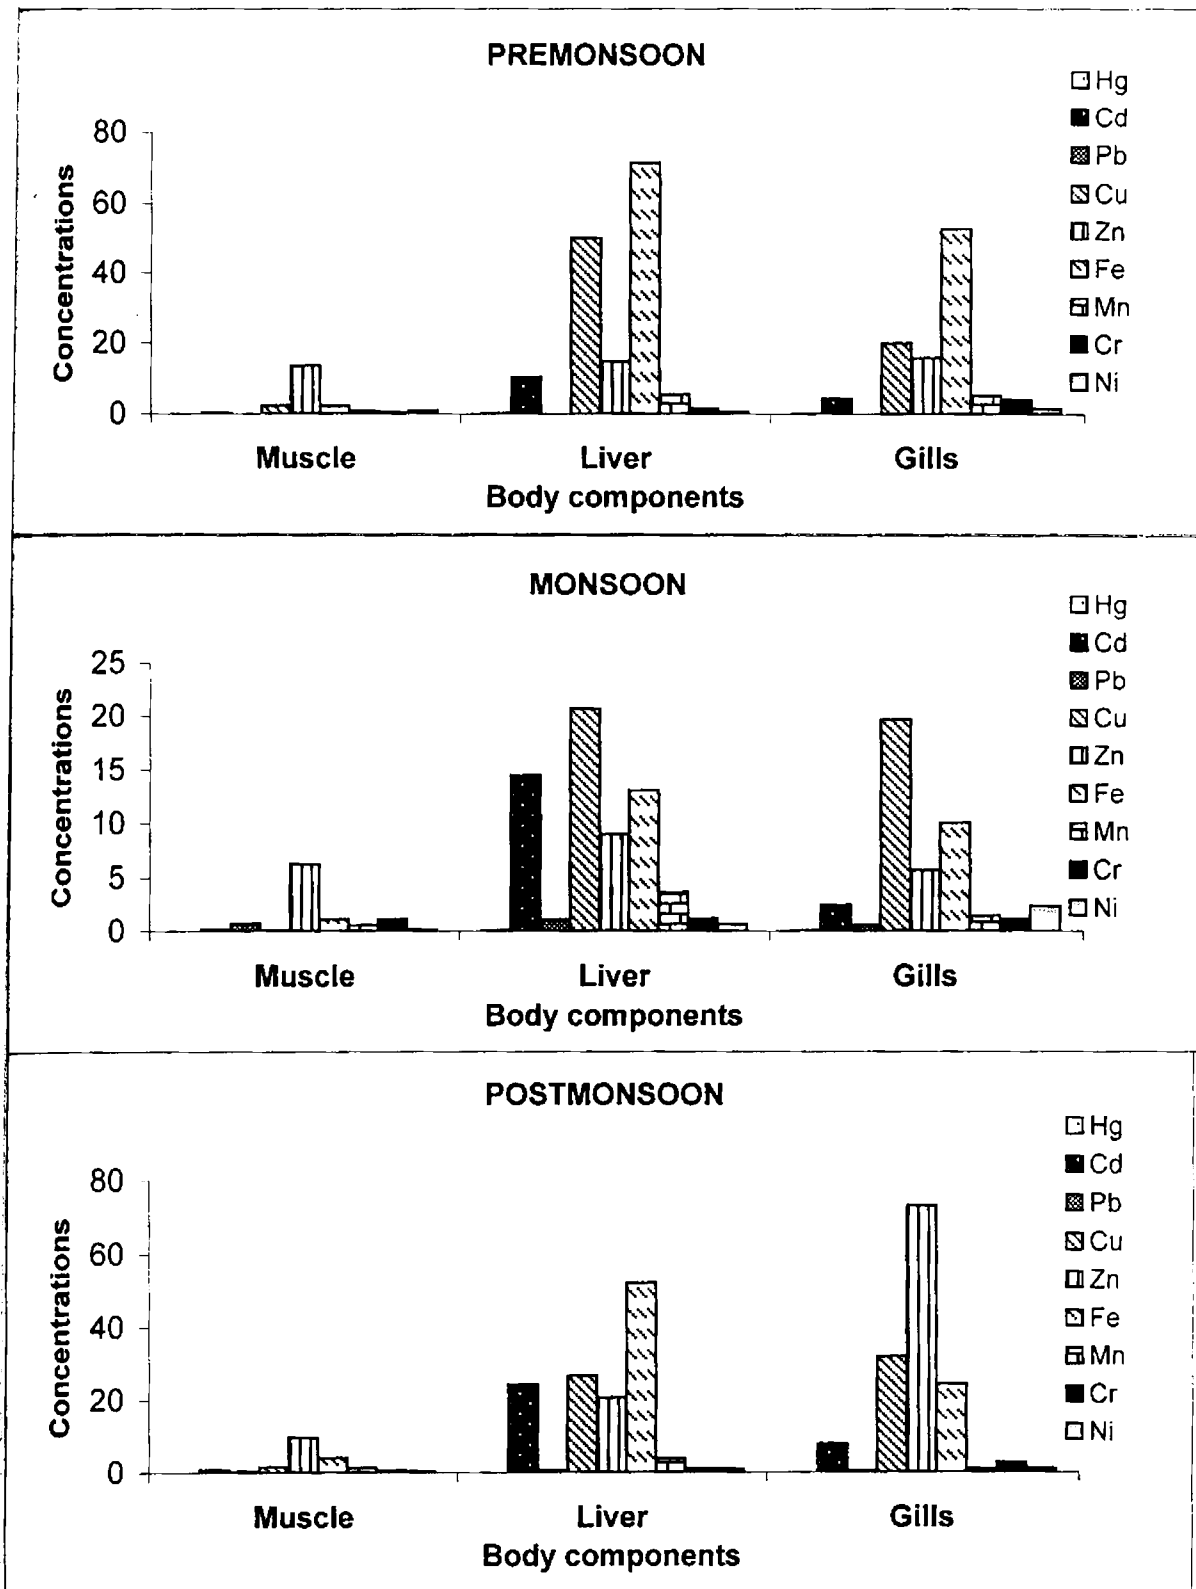 PREMONSOON
Hg
Cd
Pb
Cu
Zn
Fe
Mn
Cr
Ni
80
60
40
20
0
Concentrations
Muscle Liver Gills
Body components
MONSOON
Hg
Cd
Pb
Cu
Zn
Fe
Mn
Cr
Ni
25
20
15
10
5
0
Concentrations
Muscle Liver Gills
Body components
POSTMONSOON
Hg
Cd
Pb
Cu
Zn
Fe
Mn
Cr
Ni
80
60
40
20
0
Concentrations
Muscle Liver Gills
Body components